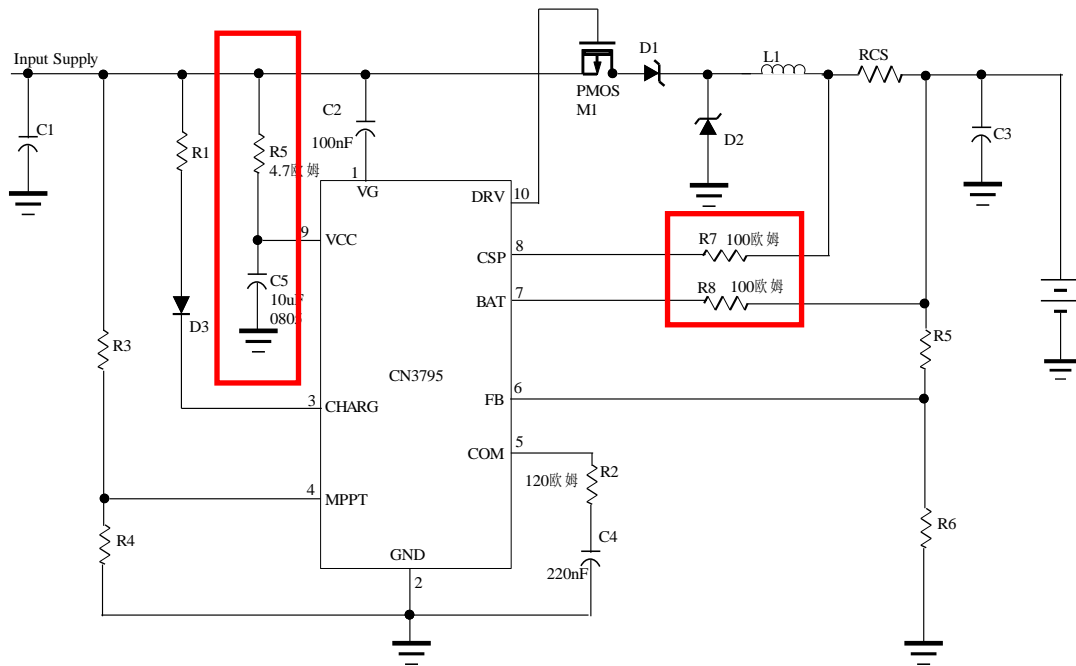 Input Supply
C1
R1
R5
4.7欧姆
C2
100nF
1
VG
PMOS
M1
D1
D2
L1
RCS
C3
DRV
10
9
VCC
C5
10uF
0805
D3
CSP
8
R7
100欧姆
BAT
7
R8
100欧姆
R3
CN3795
R5
3
CHARG
FB
6
COM
5
120欧姆
R2
4
MPPT
R4
C4
220nF
R6
GND
2